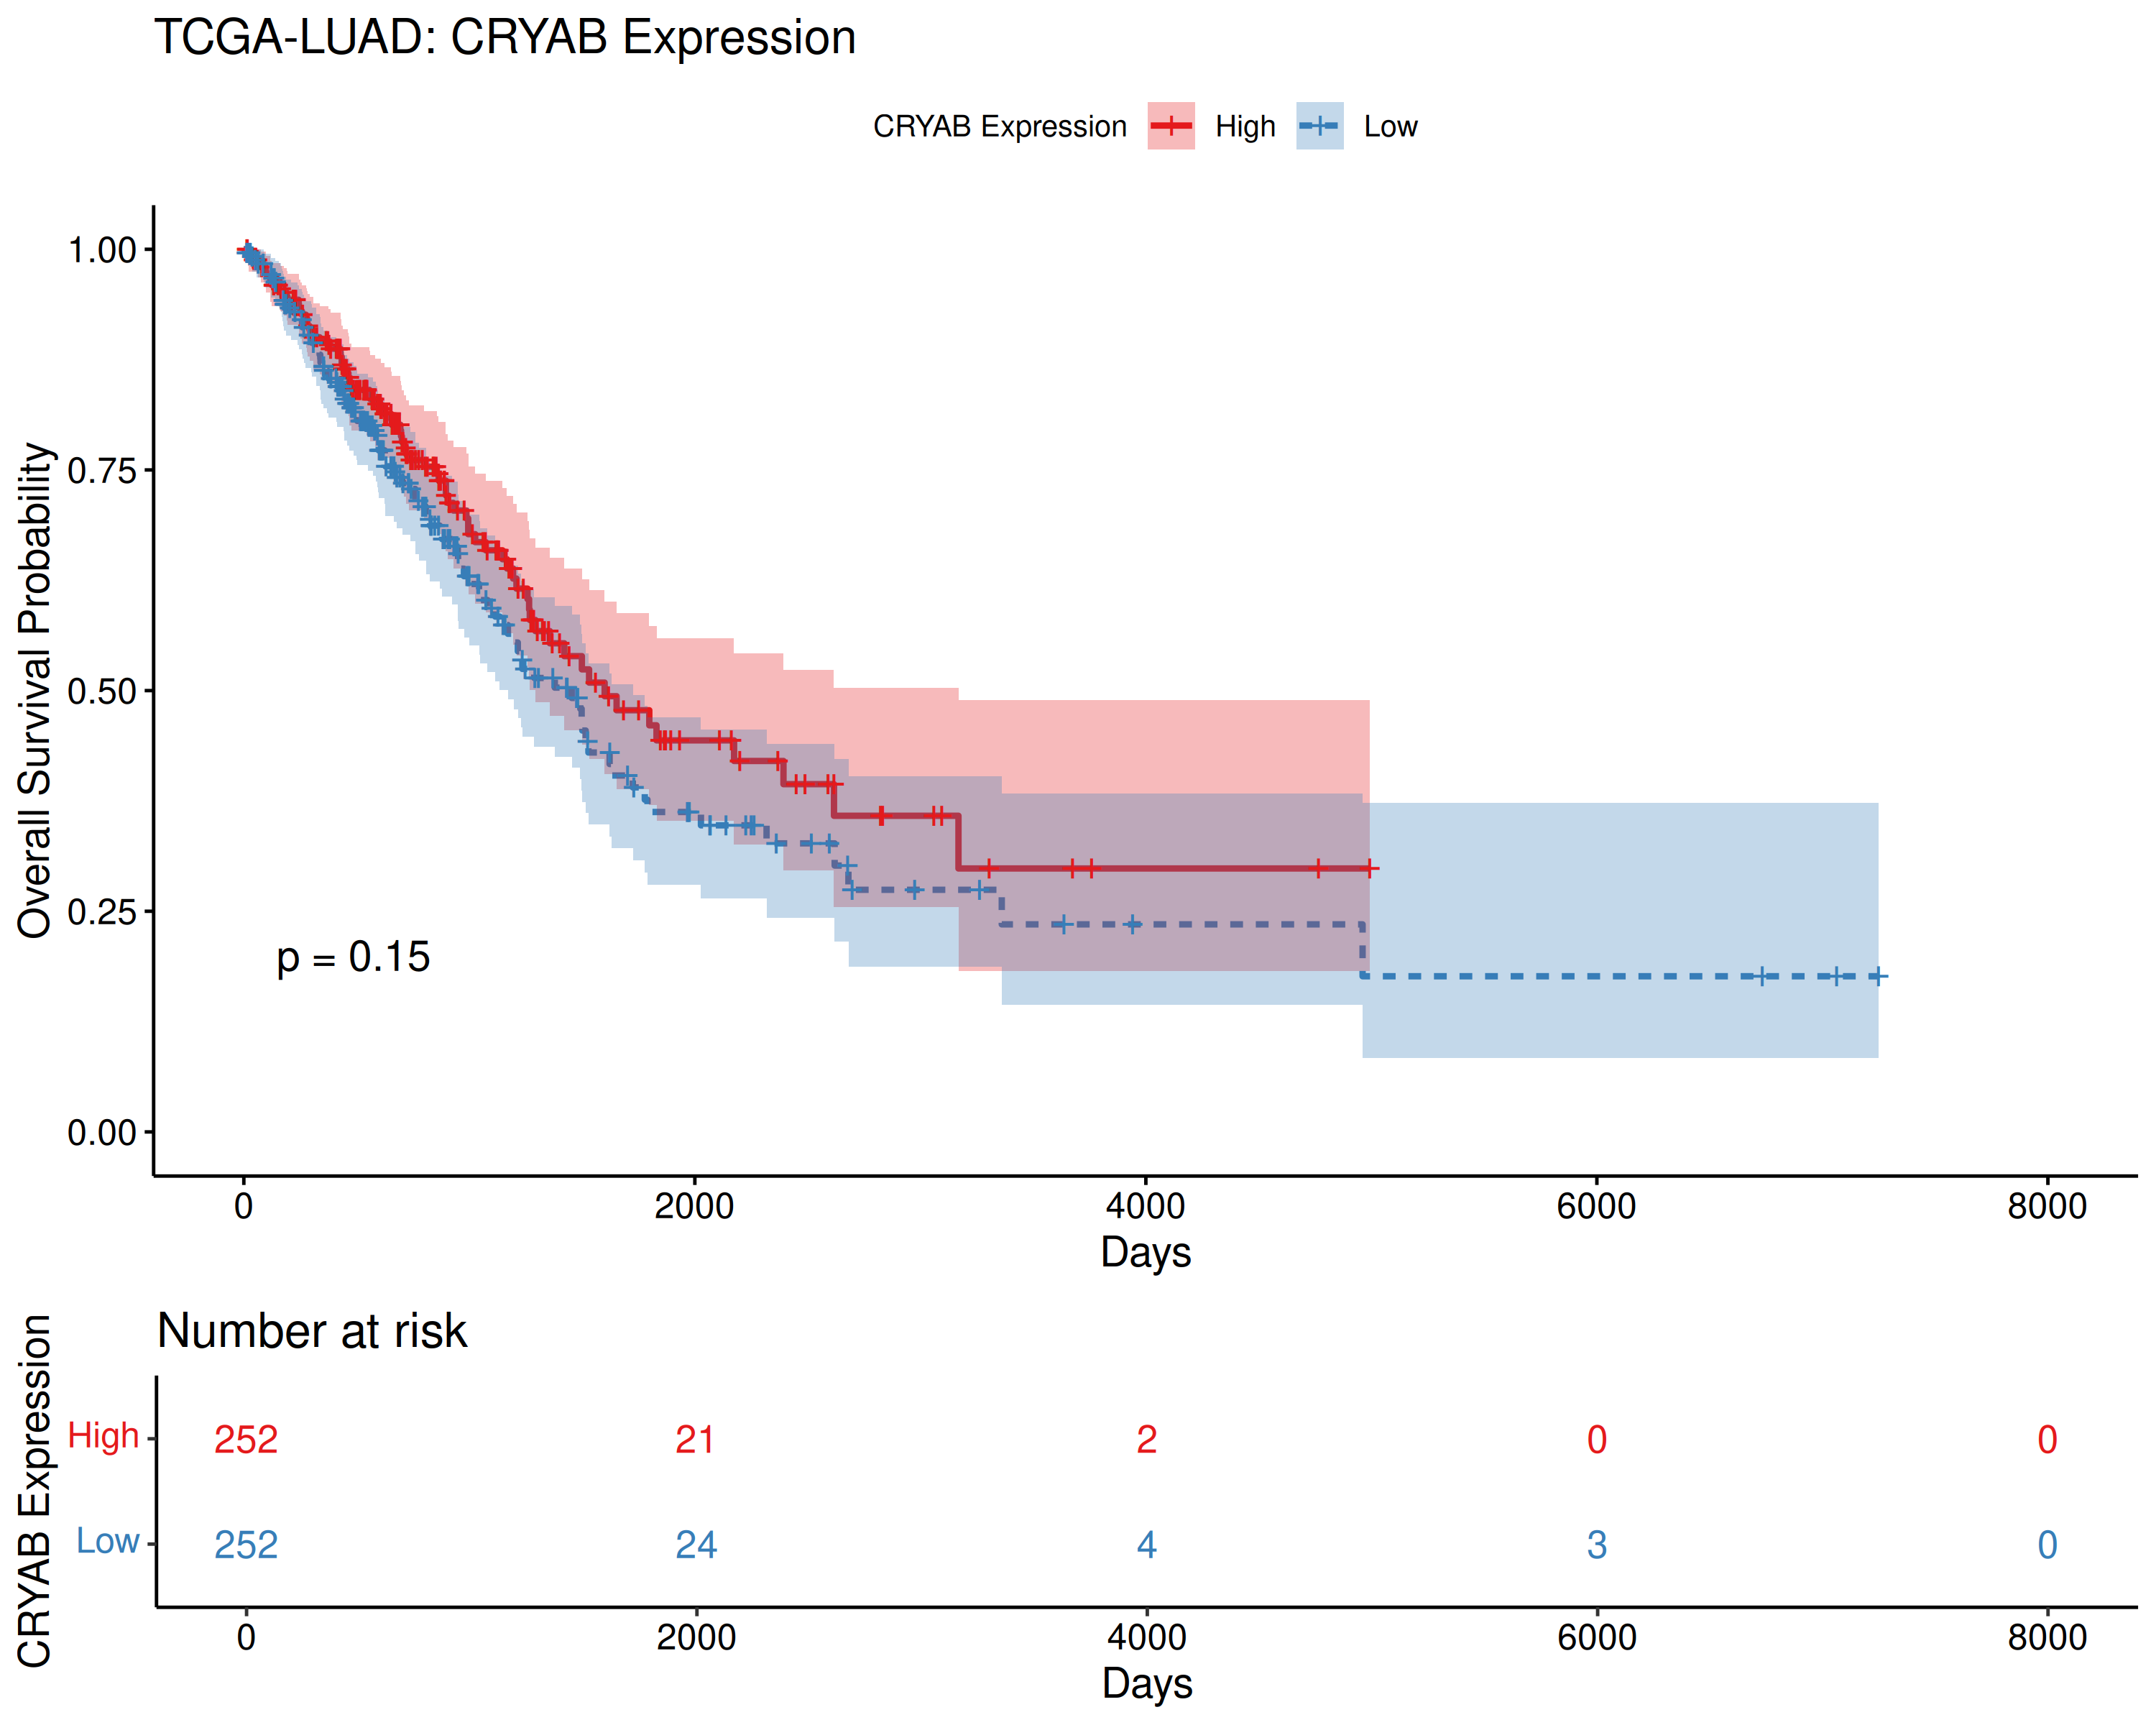 TCGA-LUAD: CRYAB Expression
CRYAB Expression High Low
Overall Survival Probability
1.00
0.75
0.50
0.25
0.00
p = 0.15
0 2000 4000 6000 8000
Days
Number at risk
CRYAB Expression
High 252 21 2 0 0
Low 252 24 4 3 0
0 2000 4000 6000 8000
Days